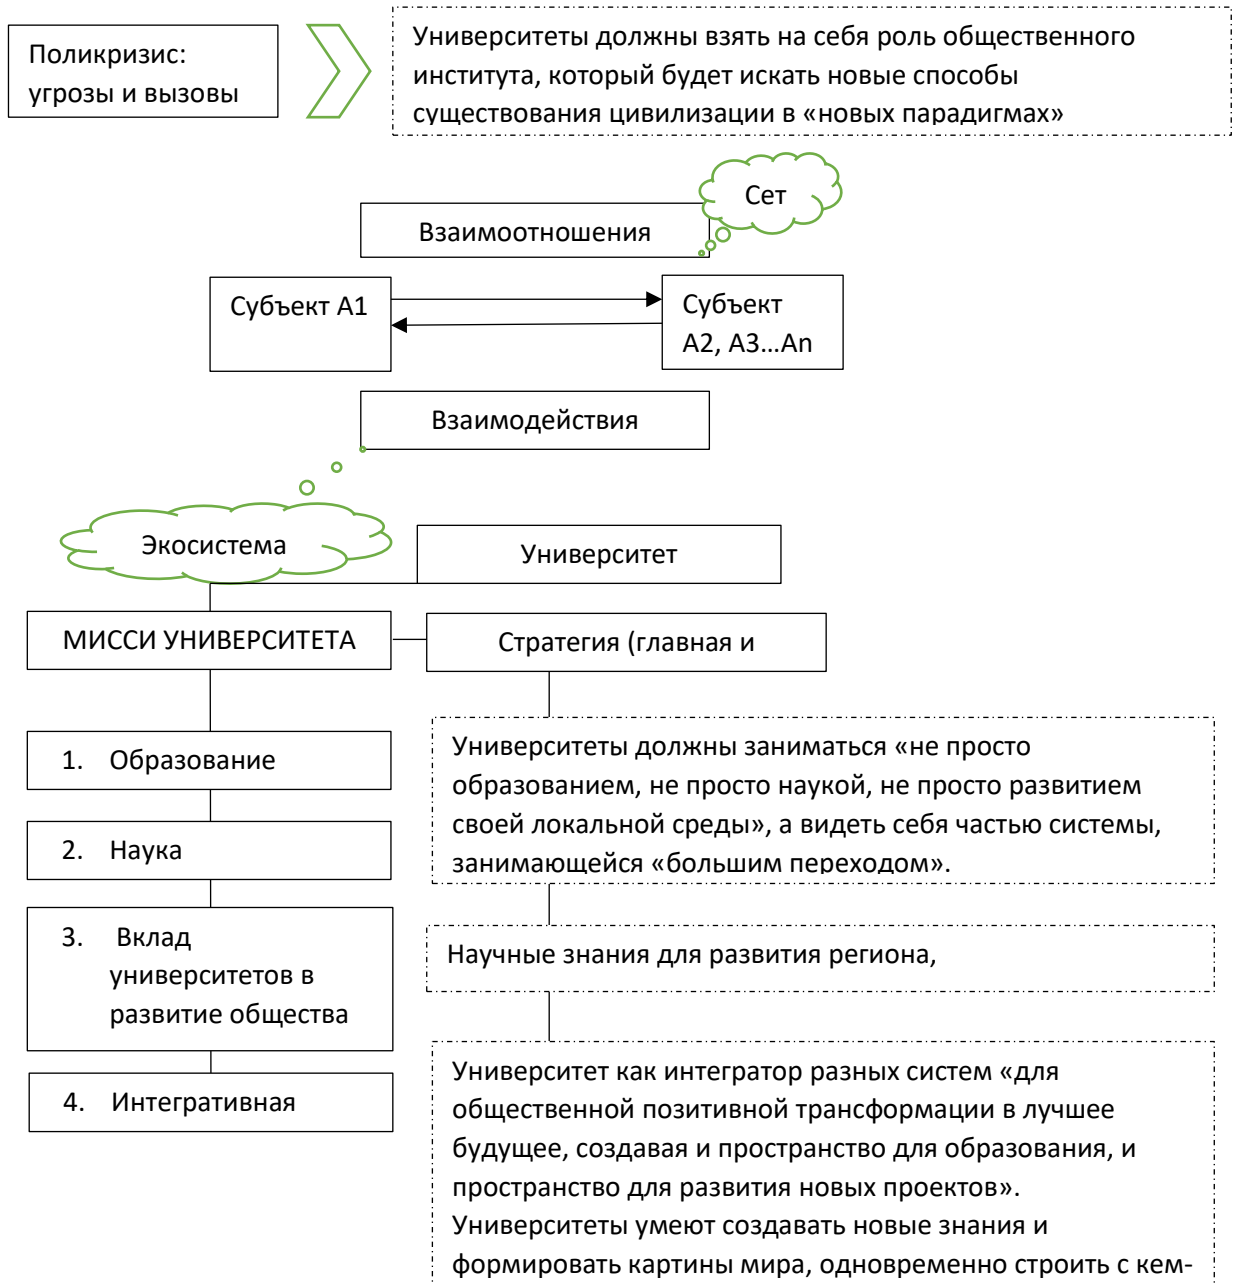 Поликризис:
угрозы и вызовы
Университеты должны взять на себя роль общественного
института, который будет искать новые способы
существования цивилизации в «новых парадигмах»
Сет
Взаимоотношения
Субъект А1
Субъект
А2, А3…Аn
Взаимодействия
Экосистема
Университет
МИССИ УНИВЕРСИТЕТА
Стратегия (главная и
1. Образование
2. Наука
3. Вклад
университетов в
развитие общества
4. Интегративная
Университеты должны заниматься «не просто
образованием, не просто наукой, не просто развитием
своей локальной среды», а видеть себя частью системы,
занимающейся «большим переходом».
Научные знания для развития региона,
Университет как интегратор разных систем «для
общественной позитивной трансформации в лучшее
будущее, создавая и пространство для образования, и
пространство для развития новых проектов».
Университеты умеют создавать новые знания и
формировать картины мира, одновременно строить с кем-